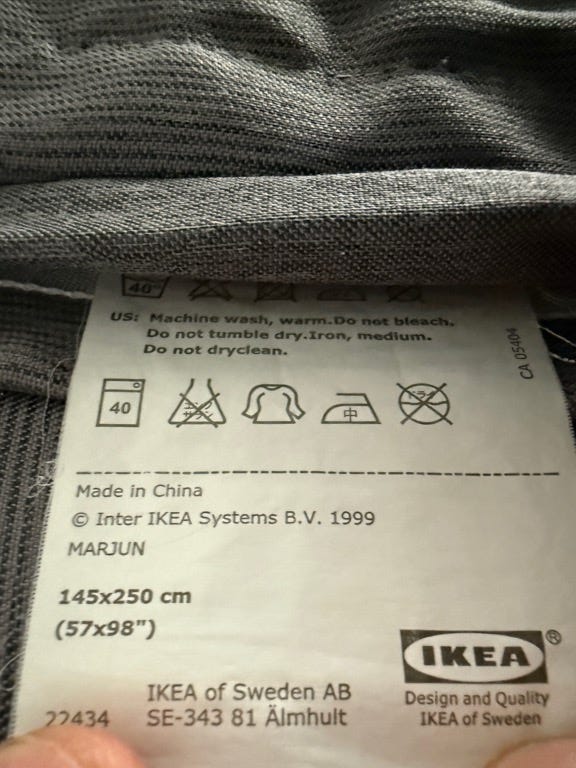 40
US: Machine wash, warm.Do not bleach.
Do not tumble dry.Iron, medium.
Do not dryclean.
CA 05404
40 中
Made in China
© Inter IKEA Systems B.V. 1999
MARJUN
145x250 cm
(57x98")
IKEA®
Design and Quality
IKEA of Sweden
IKEA of Sweden AB
22434 SE-343 81 Älmhult